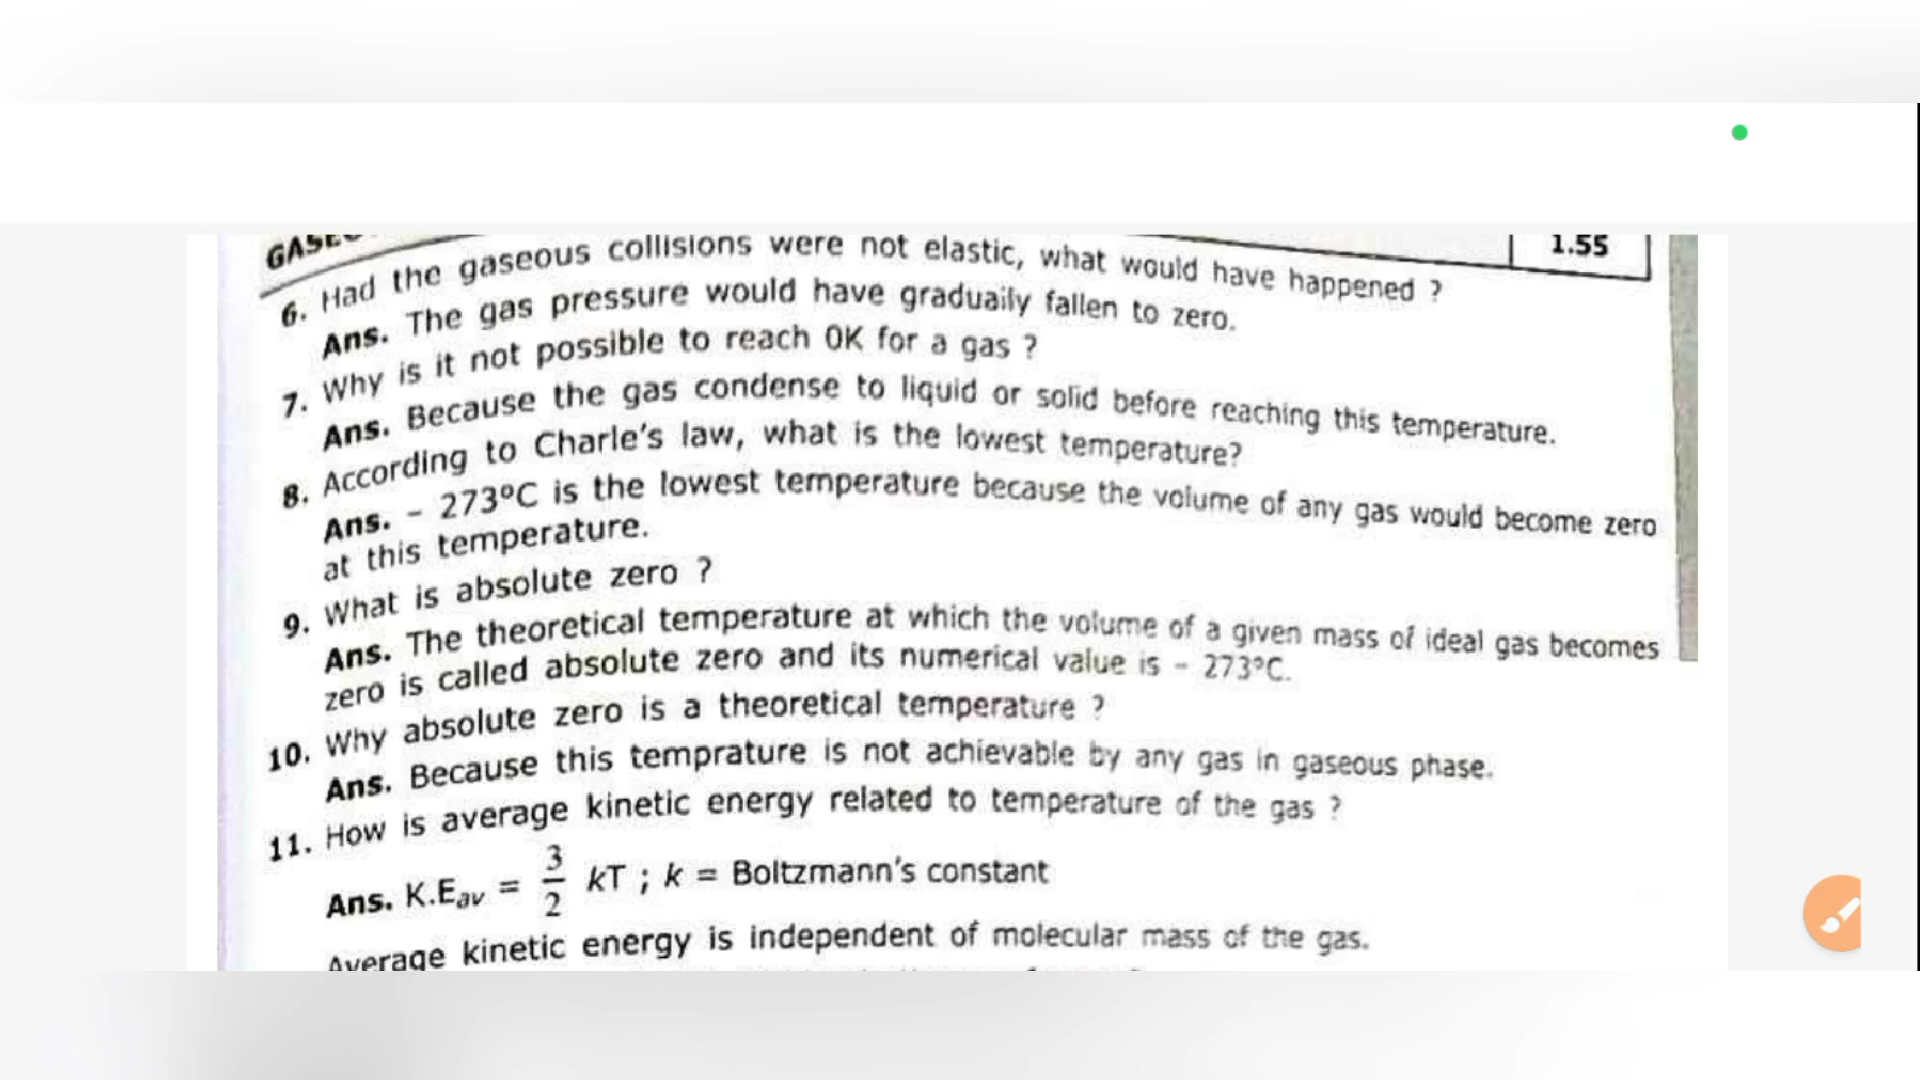 1.55
6. Had the gaseous collisions were not elastic, what would have happened ?
Ans. The gas pressure would have gradually fallen to zero.
7. Why is it not possible to reach 0K for a gas ?
Ans. Because the gas condense to liquid or solid before reaching this temperature.
8. According to Charle's law, what is the lowest temperature?
Ans. – 273°C is the lowest temperature because the volume of any gas would become zero
at this temperature.
9. What is absolute zero ?
Ans. The theoretical temperature at which the volume of a given mass of ideal gas becomes
zero is called absolute zero and its numerical value is – 273°C.
10. Why absolute zero is a theoretical temperature ?
Ans. Because this temprature is not achievable by any gas in gaseous phase.
11. How is average kinetic energy related to temperature of the gas ?
Ans. K.Eav = 3/2 kT ; k = Boltzmann's constant
Average kinetic energy is independent of molecular mass of the gas.